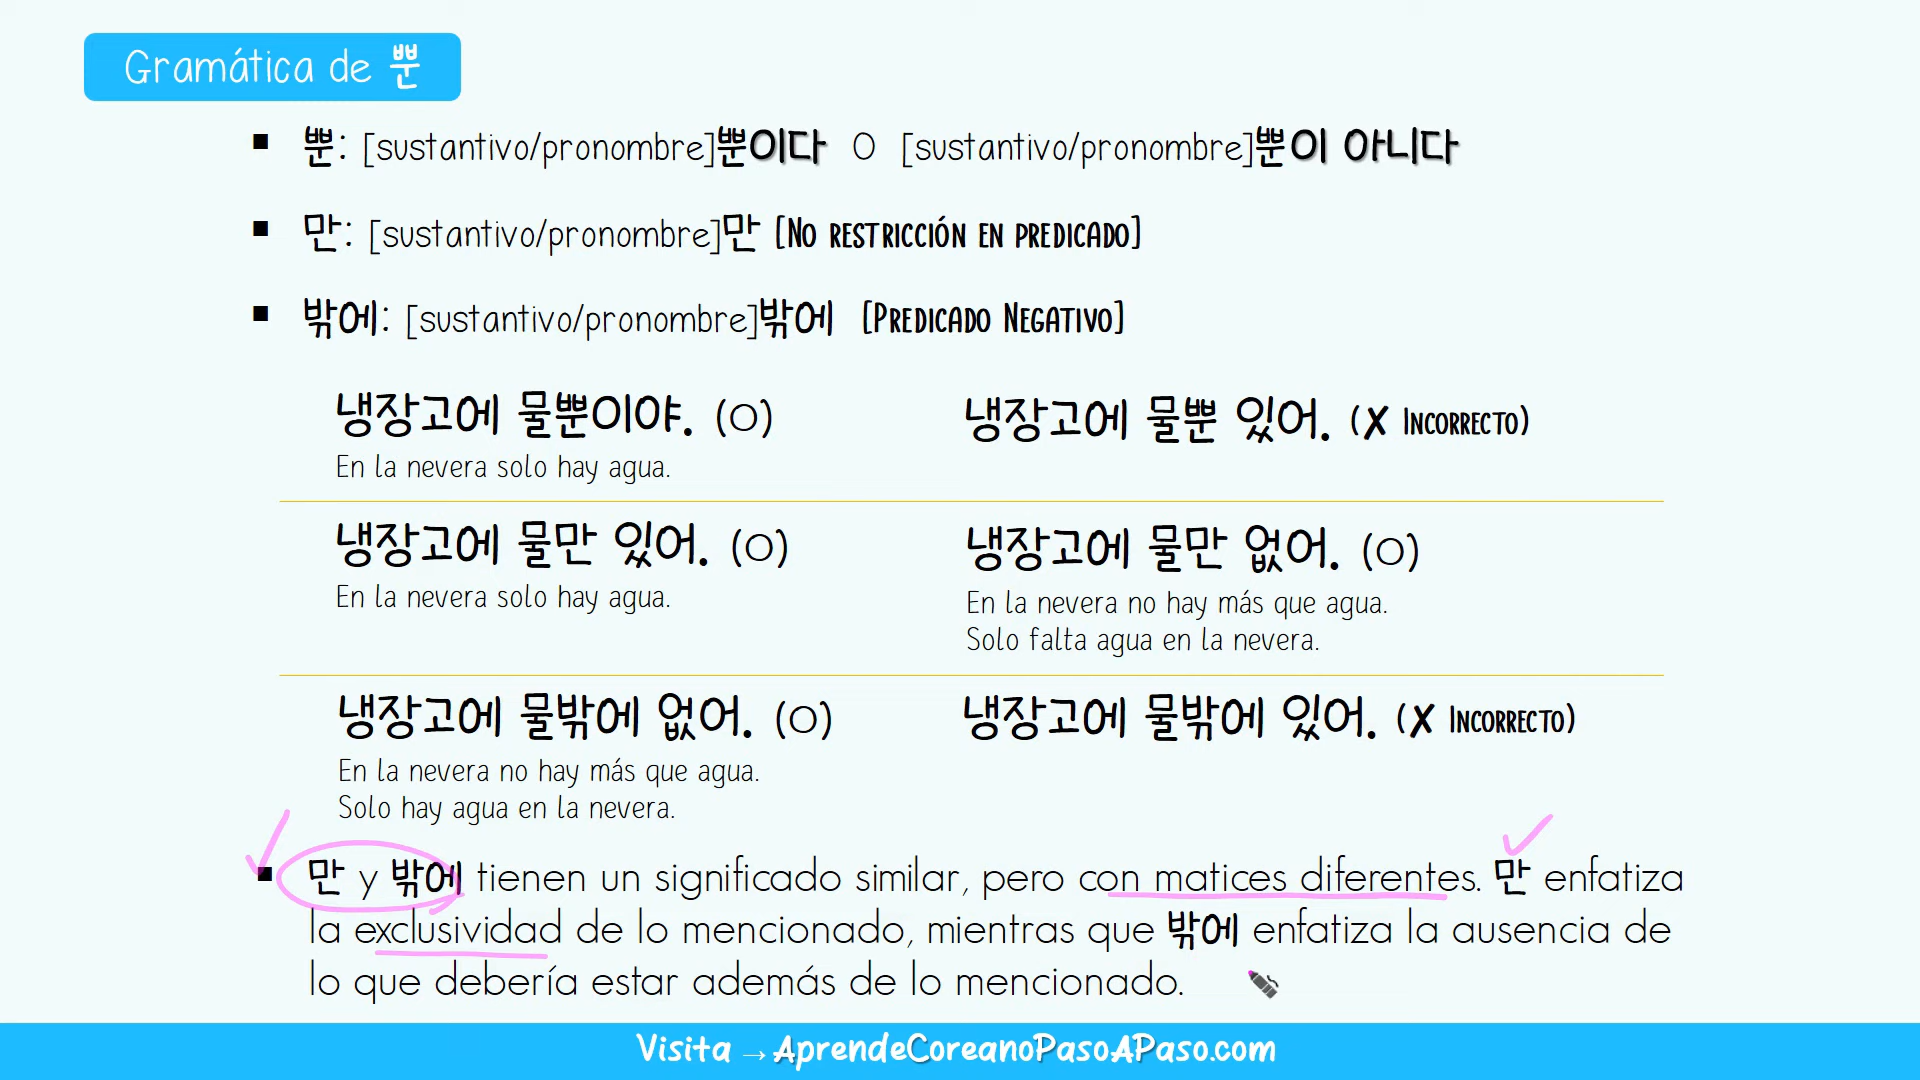 Gramática de 뿐
▪ 뿐: [sustantivo/pronombre]뿐이다 O [sustantivo/pronombre]뿐이 아니다
▪ 만: [sustantivo/pronombre]만 [No restricción en predicado]
▪ 밖에: [sustantivo/pronombre]밖에 [Predicado Negativo]
냉장고에 물뿐이야. (O) 냉장고에 물뿐 있어. (✗ Incorrecto)
En la nevera solo hay agua.
냉장고에 물만 있어. (O) 냉장고에 물만 없어. (O)
En la nevera solo hay agua. En la nevera no hay más que agua.
Solo falta agua en la nevera.
냉장고에 물밖에 없어. (O) 냉장고에 물밖에 있어. (✗ Incorrecto)
En la nevera no hay más que agua.
Solo hay agua en la nevera.
▪ 만 y 밖에 tienen un significado similar, pero con matices diferentes. 만 enfatiza
la exclusividad de lo mencionado, mientras que 밖에 enfatiza la ausencia de
lo que debería estar además de lo mencionado.
Visita →AprendeCoreanoPasoAPaso.com